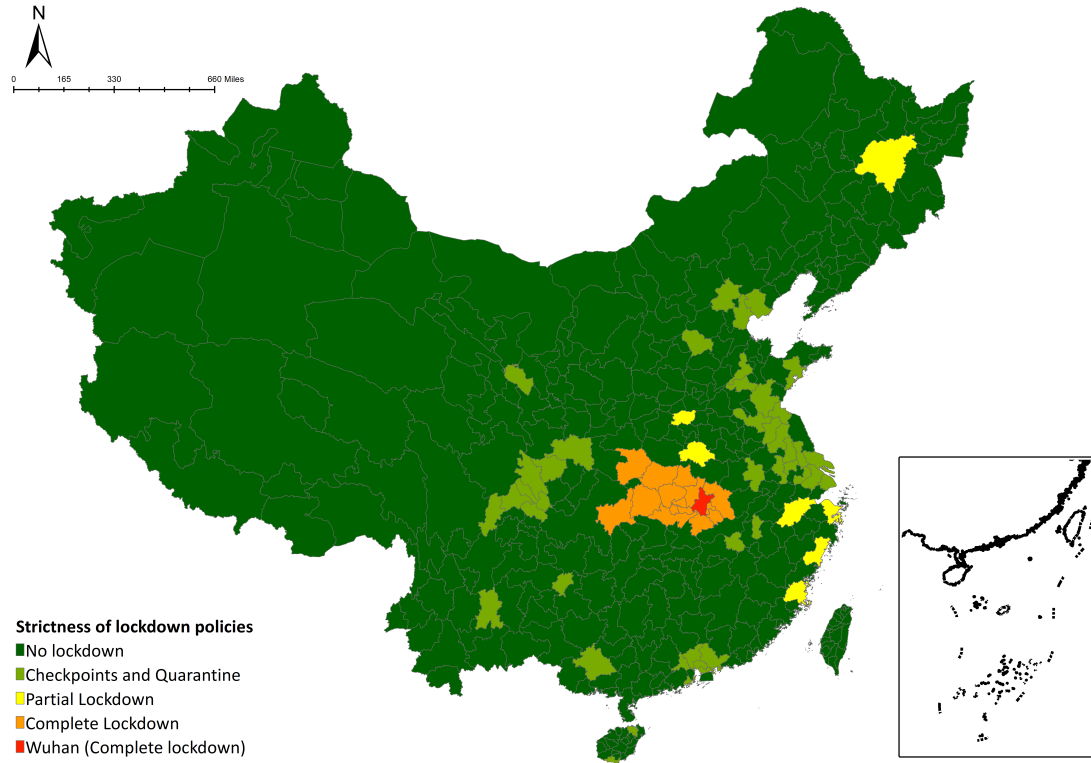 N
0 165 330 660 Miles
Strictness of lockdown policies
No lockdown
Checkpoints and Quarantine
Partial Lockdown
Complete Lockdown
Wuhan (Complete lockdown)